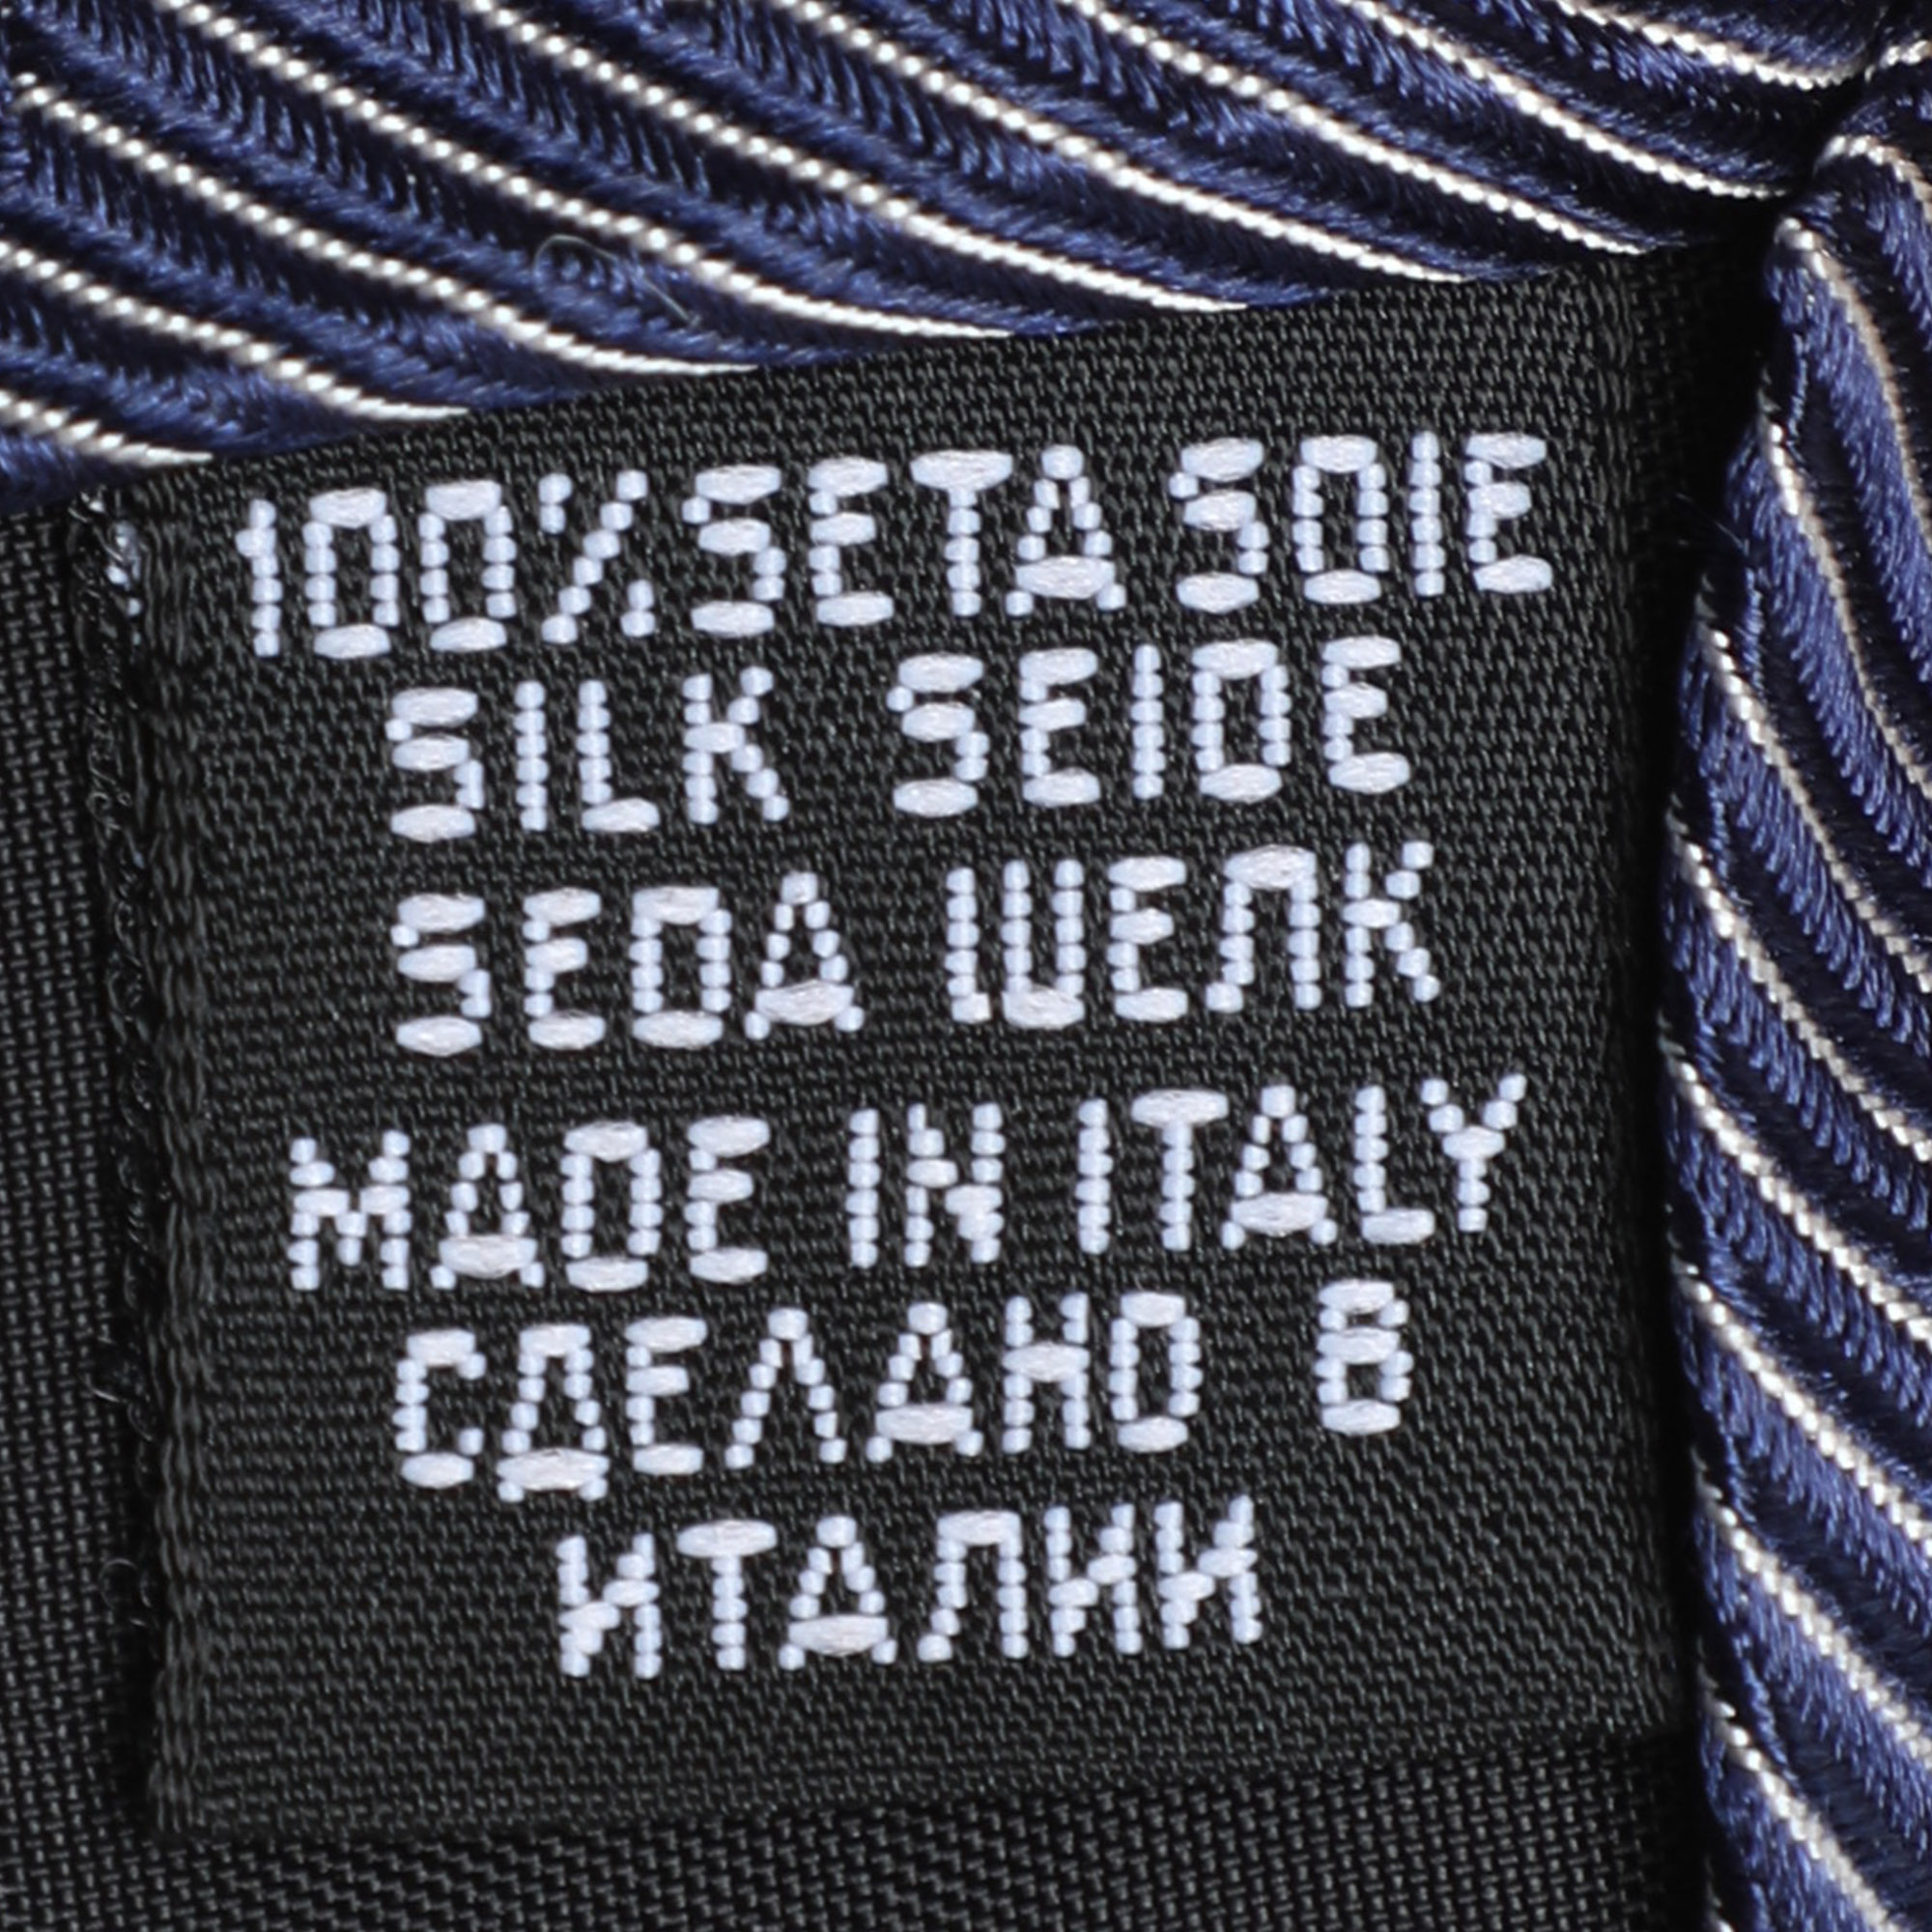 100% SETA SOIE
SILK SEIDE
SEDA ШЕЛК
MADE IN ITALY
СДЕЛАНО В
ИТАЛИИ